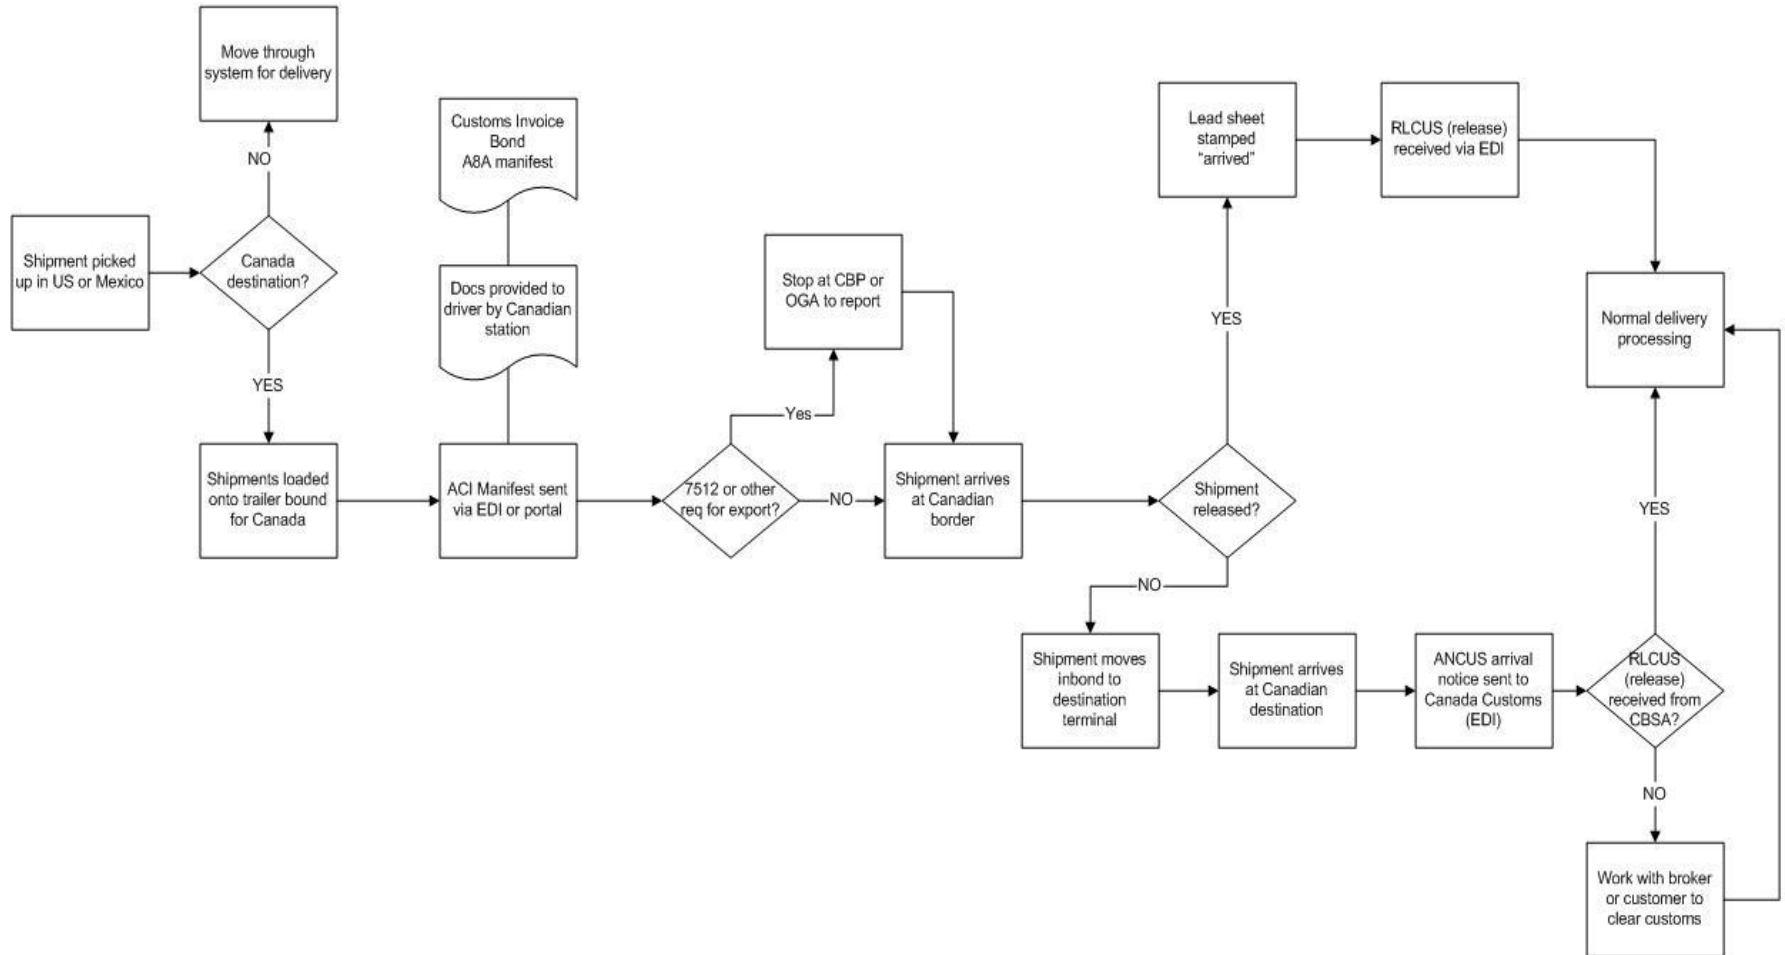 Move through
system for delivery
NO
Shipment picked
up in US or Mexico
Canada
destination?
YES
Shipments loaded
onto trailer bound
for Canada
Customs Invoice
Bond
A8A manifest
Docs provided to
driver by Canadian
station
ACI Manifest sent
via EDI or portal
7512 or other
req for export?
Yes
Stop at CBP or
OGA to report
NO
Shipment arrives
at Canadian
border
Shipment
released?
YES
Lead sheet
stamped
“arrived”
RLCUS (release)
received via EDI
Normal delivery
processing
NO
Shipment moves
inbond to
destination
terminal
Shipment arrives
at Canadian
destination
ANCUS arrival
notice sent to
Canada Customs
(EDI)
RLCUS
(release)
received from
CBSA?
YES
NO
Work with broker
or customer to
clear customs